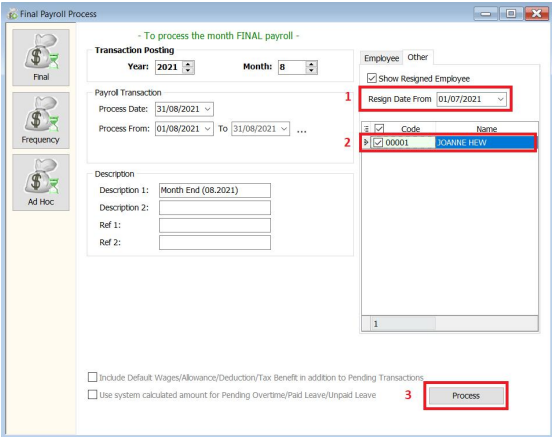 Final Payroll Process
- To process the month FINAL payroll -
Final
Frequency
Ad Hoc
Transaction Posting
Year: 2021 Month: 8
Payroll Transaction
Process Date: 31/08/2021
Process From: 01/08/2021 To 31/08/2021 ...
Description
Description 1: Month End (08.2021)
Description 2:
Ref 1:
Ref 2:
Employee Other
Show Resigned Employee
1 Resign Date From 01/07/2021
Code Name
2 00001 JOANNE HEW
1
Include Default Wages/Allowance/Deduction/Tax Benefit in addition to Pending Transactions
Use system calculated amount for Pending Overtime/Paid Leave/Unpaid Leave
3 Process